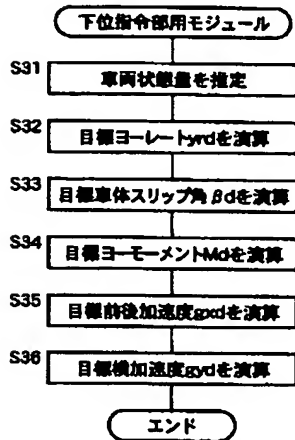 下位指令部用モジュール
S31
車両状態量を推定
S32
目標ヨーレートyrdを演算
S33
目標車体スリップ角βdを演算
S34
目標ヨーモーメントMdを演算
S35
目標前後加速度gxdを演算
S36
目標横加速度gydを演算
エンド